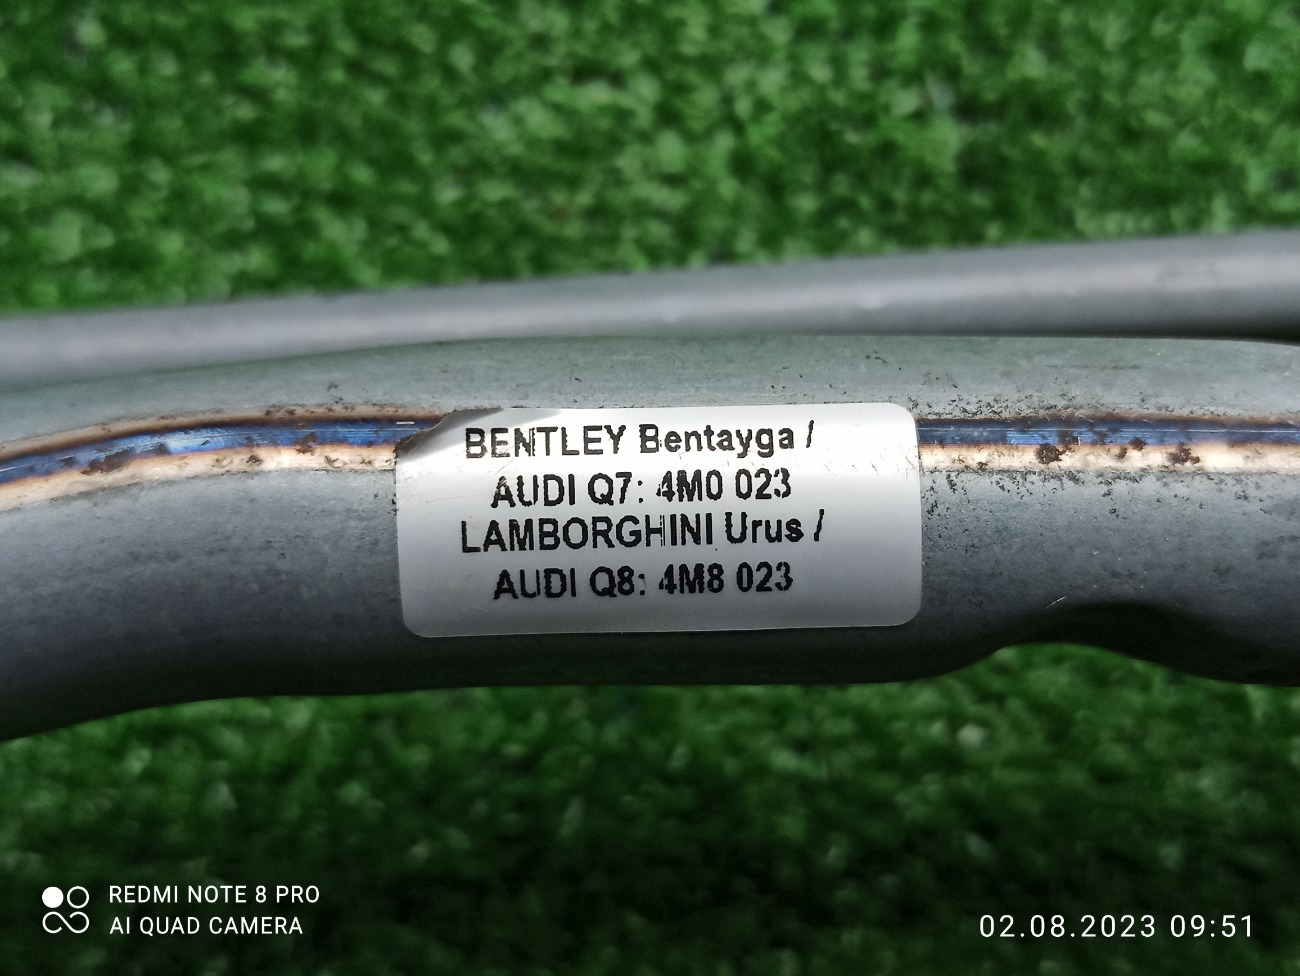 BENTLEY Bentayga /
AUDI Q7: 4M0 023
LAMBORGHINI Urus /
AUDI Q8: 4M8 023
REDMI NOTE 8 PRO
AI QUAD CAMERA
02.08.2023 09:51